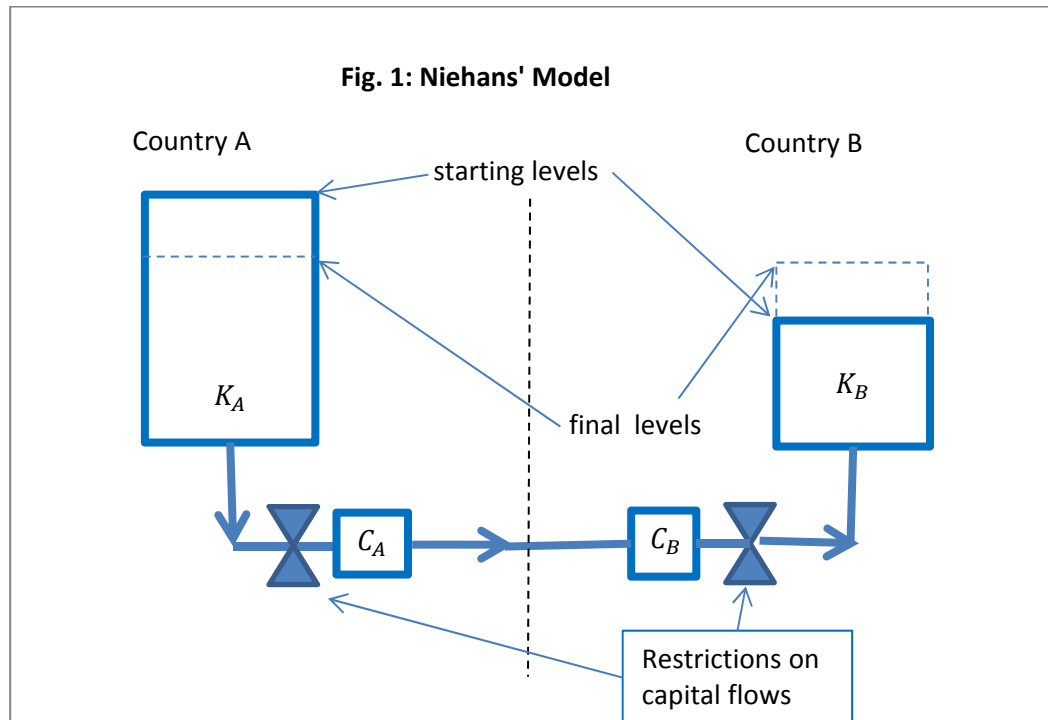 Fig. 1: Niehans' Model
Country A
Country B
starting levels
K_A
K_B
final levels
C_A
C_B
Restrictions on
capital flows